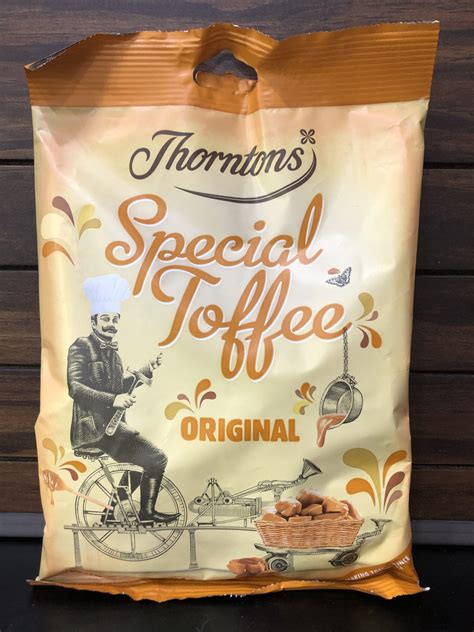 Thorntons
Special
Toffee
ORIGINAL